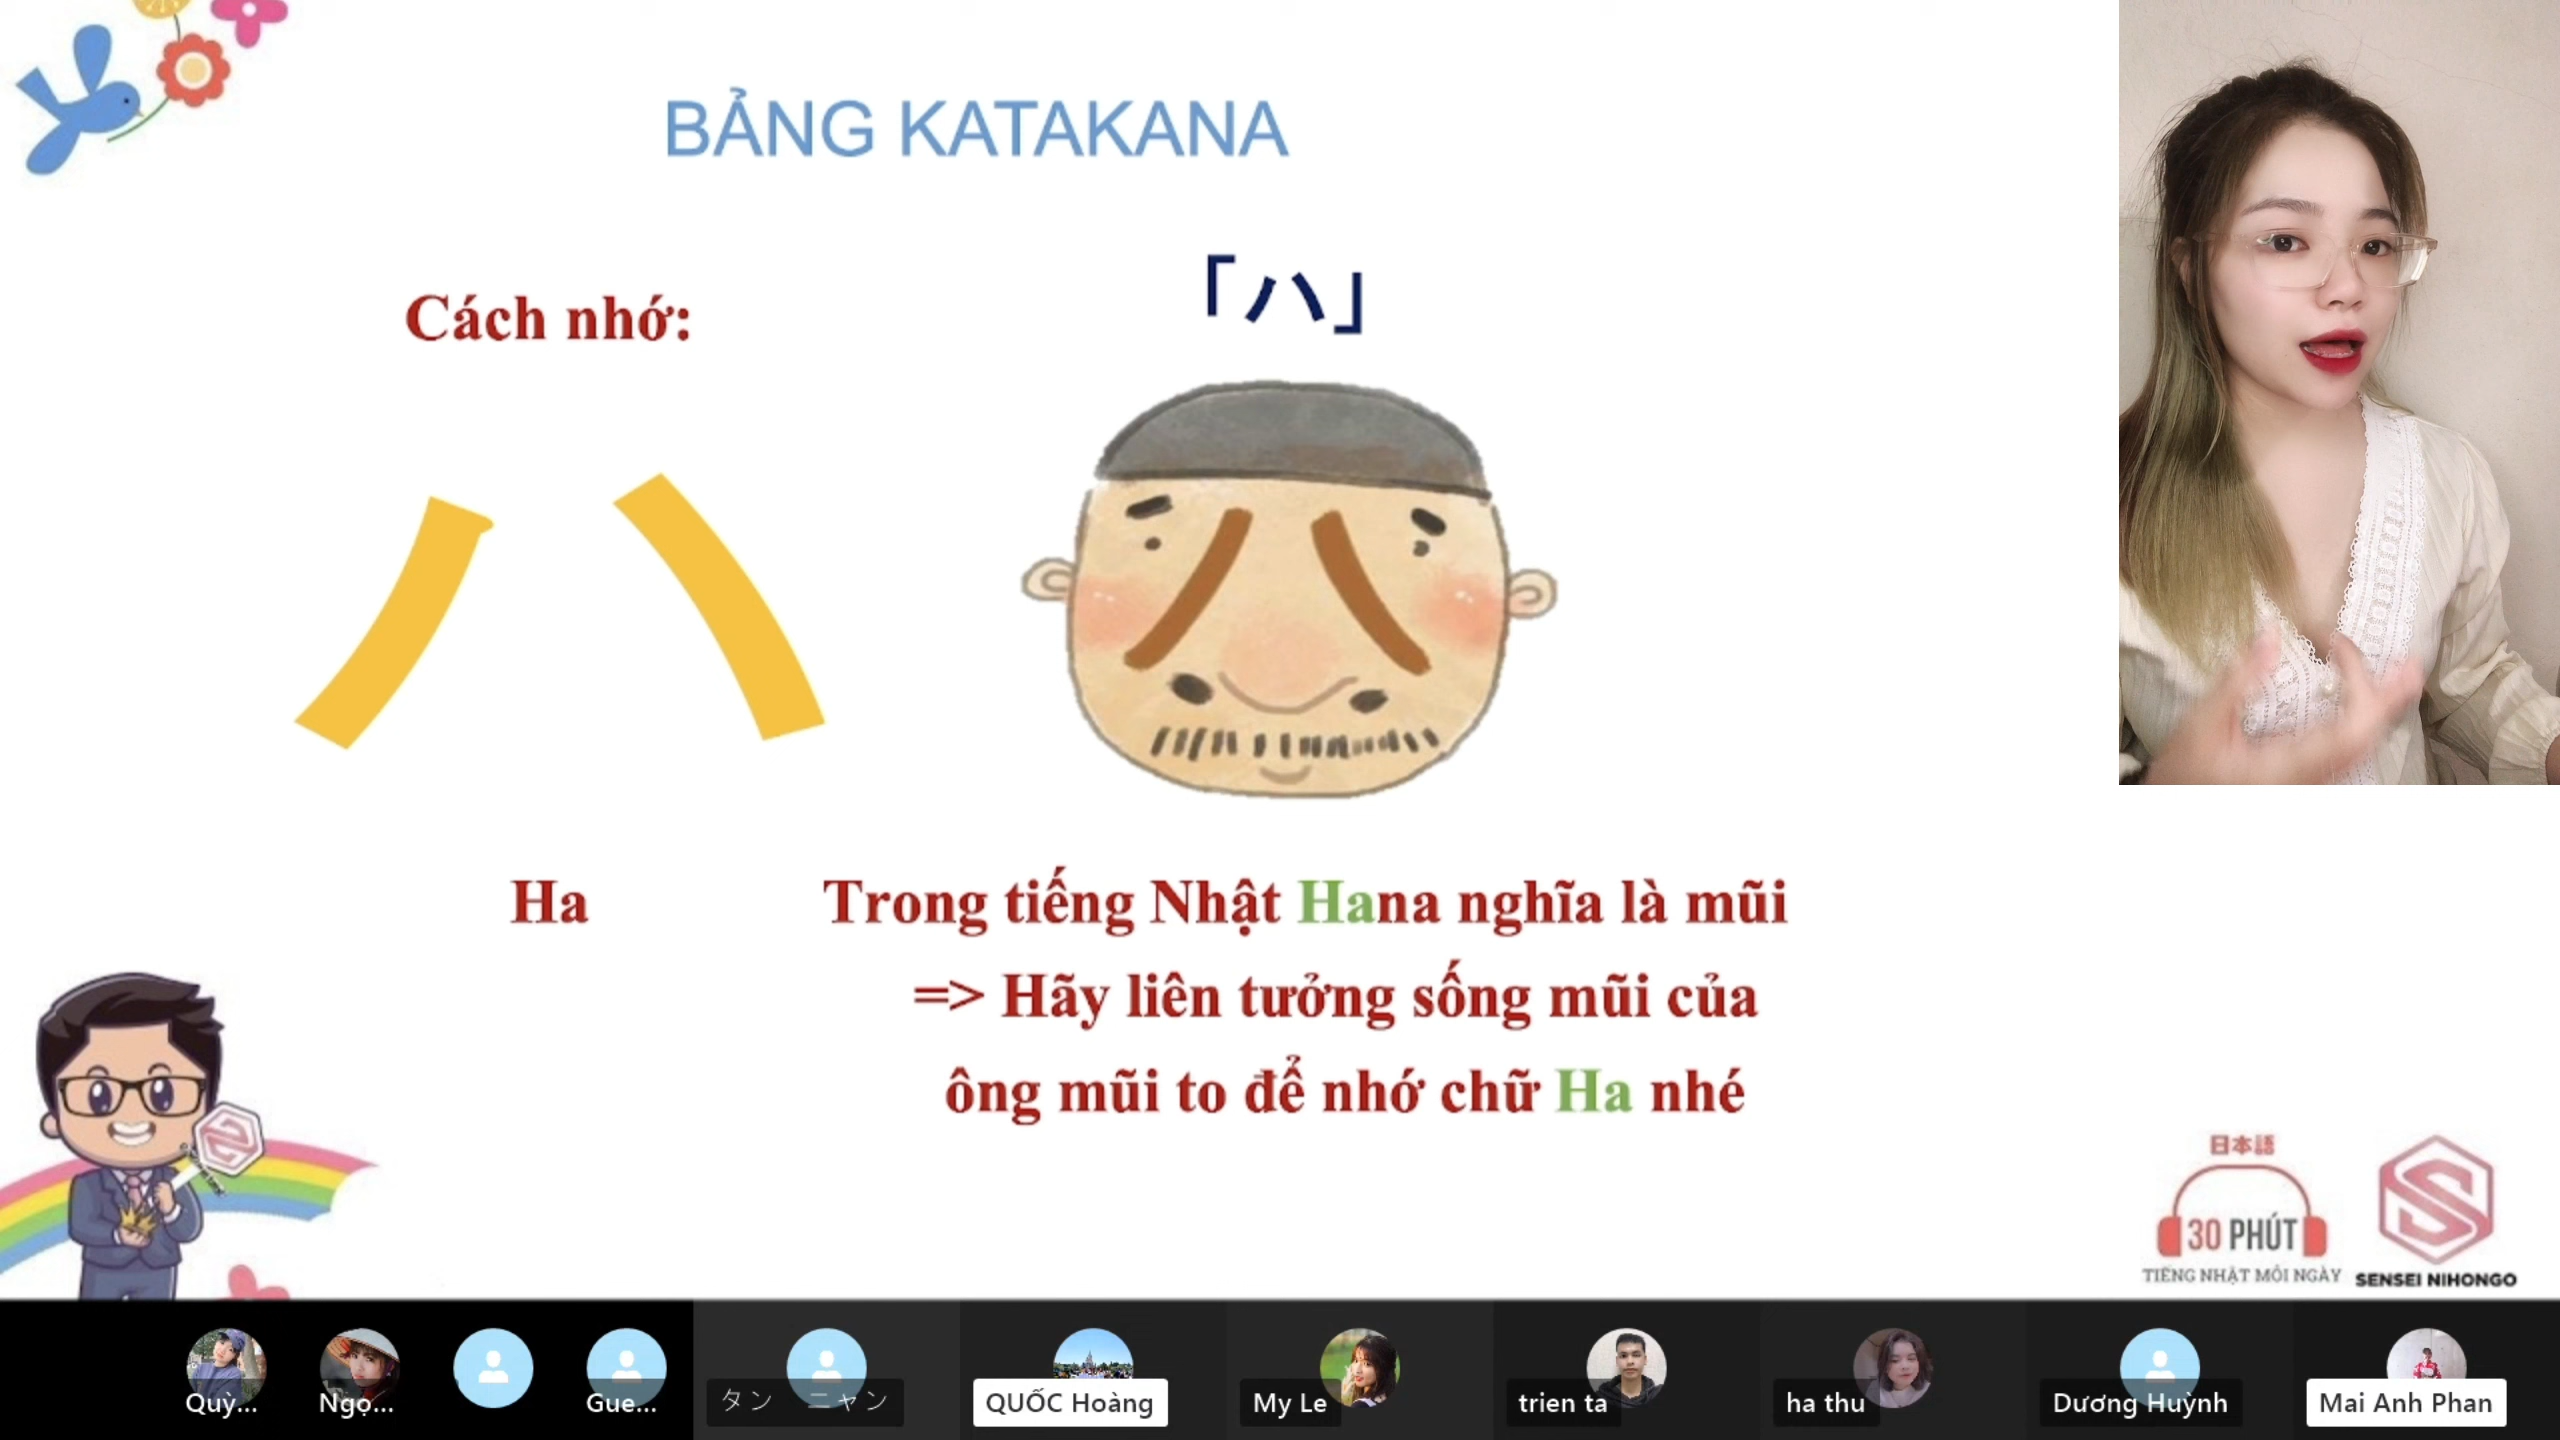 BẢNG KATAKANA
「ハ」
Cách nhớ:
Ha
Trong tiếng Nhật Hana nghĩa là mũi
=> Hãy liên tưởng sống mũi của
ông mũi to để nhớ chữ Ha nhé
日本語
30 PHÚT
TIẾNG NHẬT MỖI NGÀY
SENSEI NIHONGO
Quỳ...
Ngọ...
Gue...
タン ニャン
QUỐC Hoàng
My Le
trien ta
ha thu
Dương Huỳnh
Mai Anh Phan